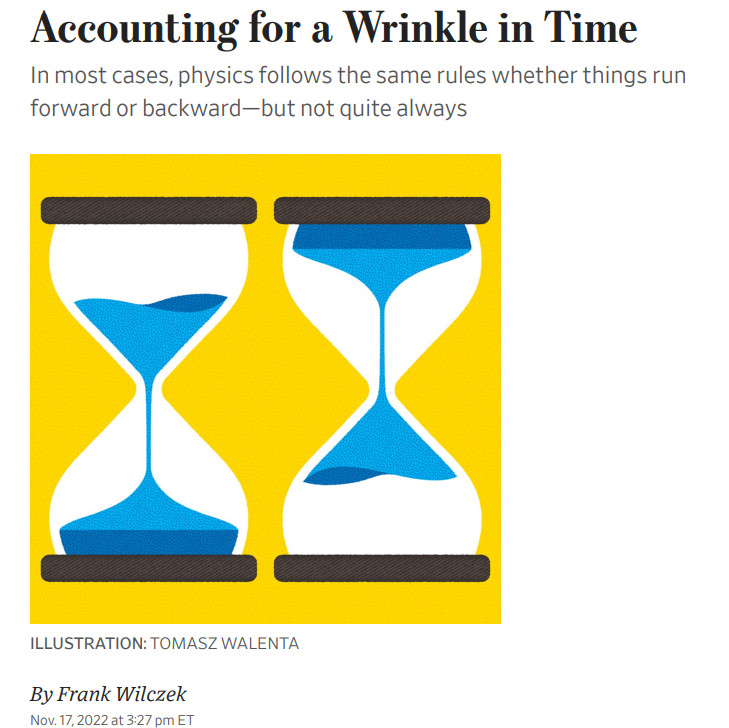 Accounting for a Wrinkle in Time
In most cases, physics follows the same rules whether things run
forward or backward—but not quite always
ILLUSTRATION: TOMASZ WALENTA
By Frank Wilczek
Nov. 17, 2022 at 3:27 pm ET